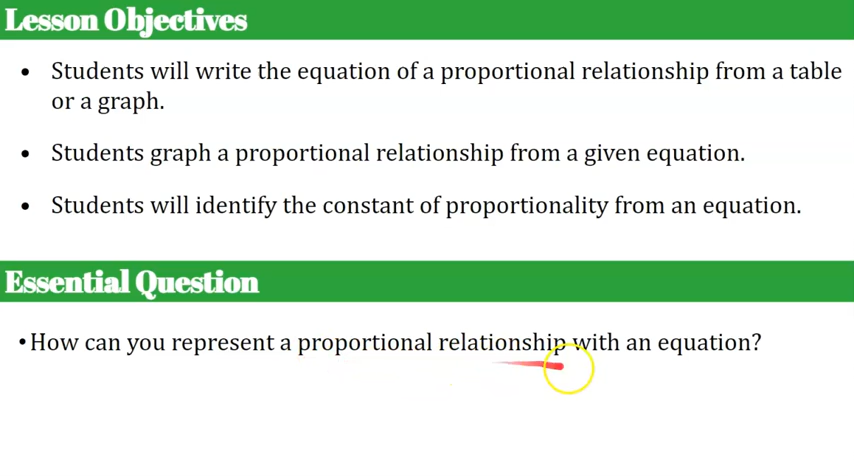 Lesson Objectives
• Students will write the equation of a proportional relationship from a table
or a graph.
• Students graph a proportional relationship from a given equation.
• Students will identify the constant of proportionality from an equation.
Essential Question
•How can you represent a proportional relationship with an equation?